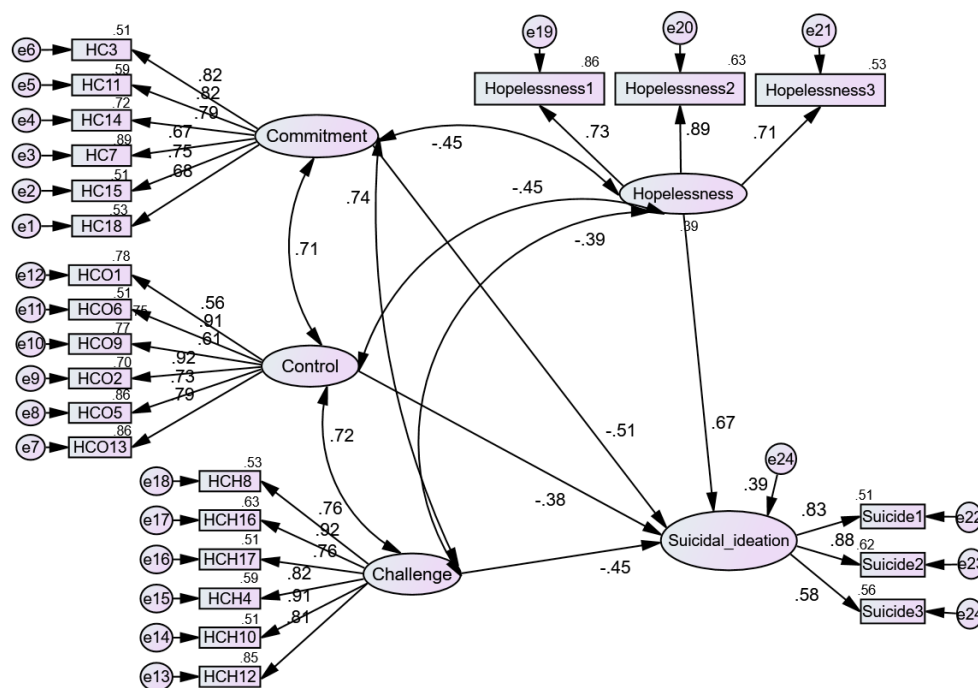 .51
e6 HC3
.59
e5 HC11
.72
e4 HC14
.89
e3 HC7
.51
e2 HC15
.53
e1 HC18
.82
.82
.79
.67
.75
.68
Commitment
e19
e20
e21
.86
Hopelessness1
.63
Hopelessness2
.53
Hopelessness3
.73
.89
.71
Hopelessness
.39
-.45
-.45
-.39
.74
.71
.78
e12 HCO1
.51
e11 HCO6 .75
.77
e10 HCO9
.70
e9 HCO2
.86
e8 HCO5
.86
e7 HCO13
.56
.91
.61
.92
.73
.79
Control
.72
-.51
-.38
-.45
.67
.53
e18 HCH8
.63
e17 HCH16
.51
e16 HCH17
.59
e15 HCH4
.51
e14 HCH10
.85
e13 HCH12
.76
.92
.76
.82
.91
.81
Challenge
e24
.39
Suicidal_ideation
.83
.88
.58
.51
Suicide1 e22
.62
Suicide2 e23
.56
Suicide3 e24